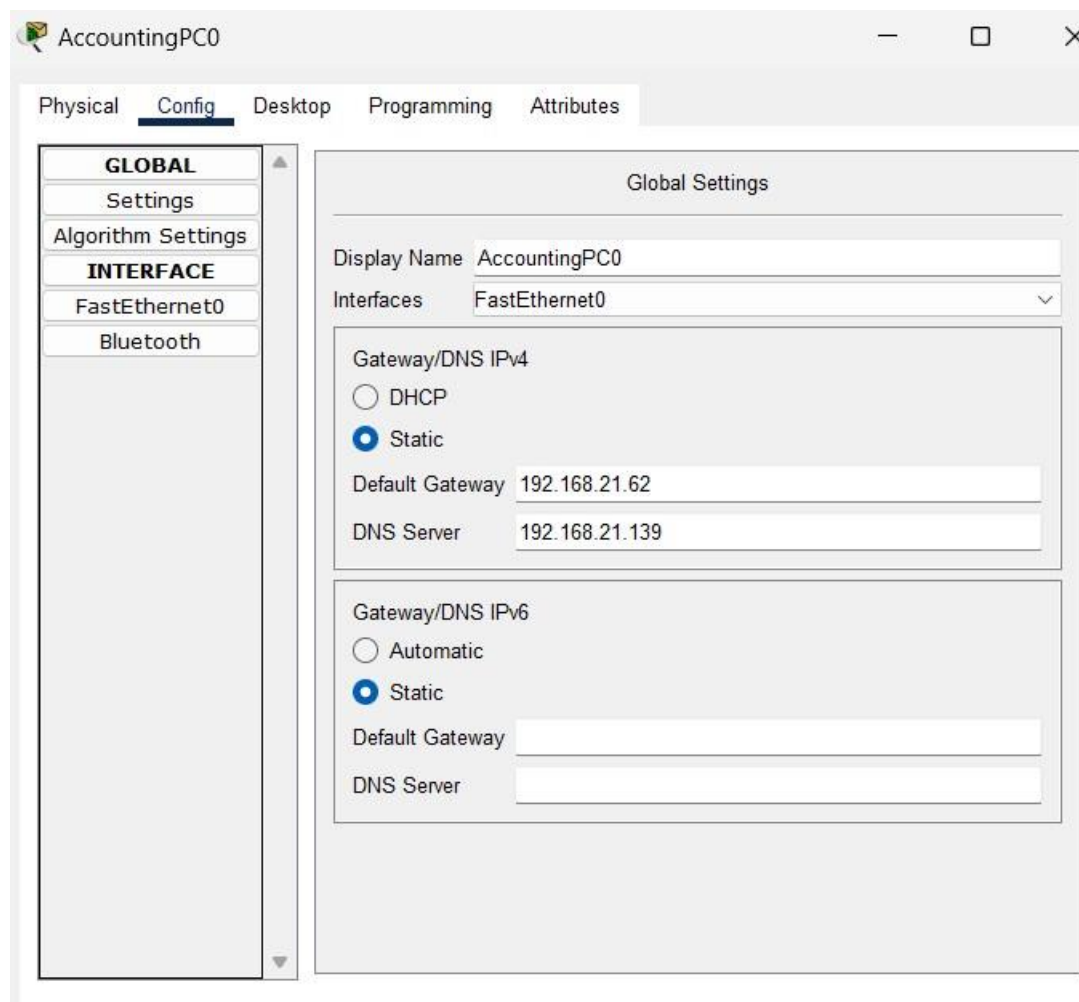 AccountingPC0
Physical Config Desktop Programming Attributes
GLOBAL
Settings
Algorithm Settings
INTERFACE
FastEthernet0
Bluetooth
Global Settings
Display Name AccountingPC0
Interfaces FastEthernet0
Gateway/DNS IPv4
DHCP
Static
Default Gateway 192.168.21.62
DNS Server 192.168.21.139
Gateway/DNS IPv6
Automatic
Static
Default Gateway
DNS Server